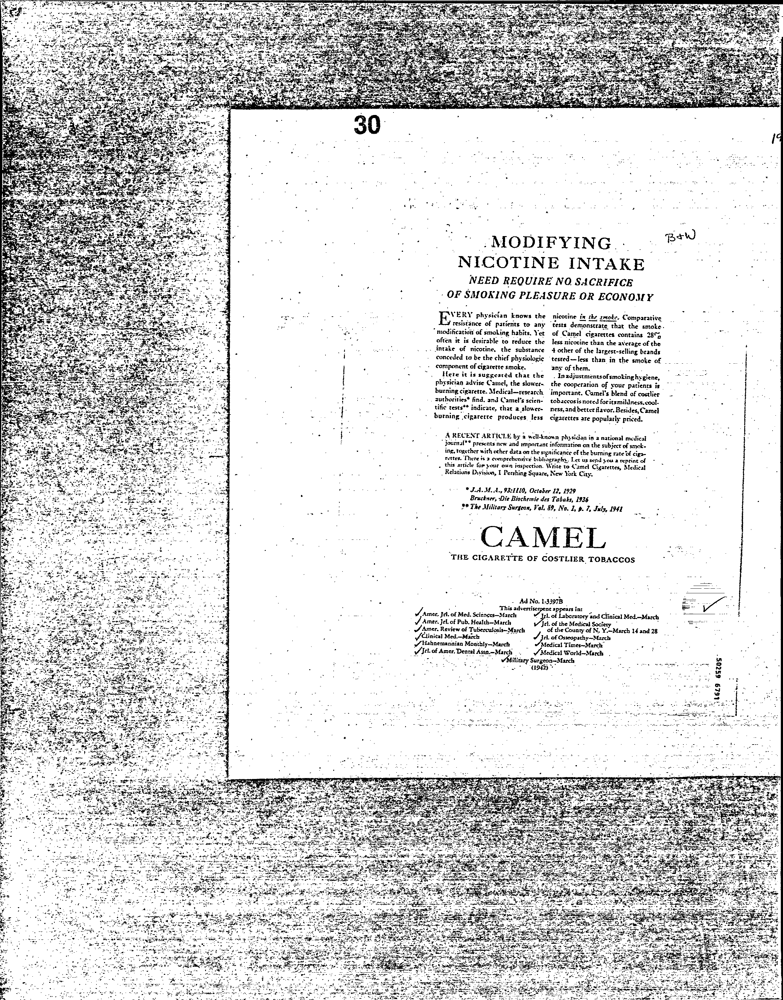 30
19
B+W
MODIFYING
NICOTINE INTAKE
NEED REQUIRE NO SACRIFICE
OF SMOKING PLEASURE OR ECONOMY
EVERY physician knows the
resistance of patients to any
modification of smoking habits. Yet
often it is desirable to reduce the
intake of nicotine, the substance
conceded to be the chief physiologic
component of cigarette smoke.
Here it is suggested that the
physician advise Camel, the slower-
burning cigarette. Medical—research
authorities* find, and Camel's scien-
tific tests** indicate, that a slower-
burning cigarette produces less
nicotine in the smoke. Comparative
tests demonstrate that the smoke
of Camel cigarettes contains 28%
less nicotine than the average of the
4 other of the largest-selling brands
tested—less than in the smoke of
any of them.
In adjustments of smoking hygiene,
the cooperation of your patients is
important. Camel's blend of costlier
tobaccos is noted for its mildness, cool-
ness, and better flavor. Besides, Camel
cigarettes are popularly priced.
A RECENT ARTICLE by a well-known physician in a national medical
journal** presents new and important information on the subject of smok-
ing, together with other data on the significance of the burning rate of ciga-
rettes. There is a comprehensive bibliography. Let us send you a reprint of
this article for your own inspection. Write to Camel Cigarettes, Medical
Relations Division, 1 Pershing Square, New York City.
* J.A.M.A., 93:1110, October 12, 1929
Bruckner, Die Biochemie des Tabaks, 1936
** The Military Surgeon, Vol. 89, No. 1, p. 7, July, 1941
CAMEL
THE CIGARETTE OF COSTLIER TOBACCOS
Ad No. 1-3397B
This advertisement appears in:
Amer. Jrl. of Med. Sciences—March
Amer. Jrl. of Pub. Health—March
Amer. Review of Tuberculosis—March
Clinical Med.—March
Hahnemannian Monthly—March
Jrl. of Amer. Dental Assn.—March
Jrl. of Laboratory and Clinical Med.—March
Jrl. of the Medical Society
of the County of N. Y.—March 14 and 28
Jrl. of Osteopathy—March
Medical Times—March
Medical World—March
Military Surgeon—March
(1942)
50259 6791